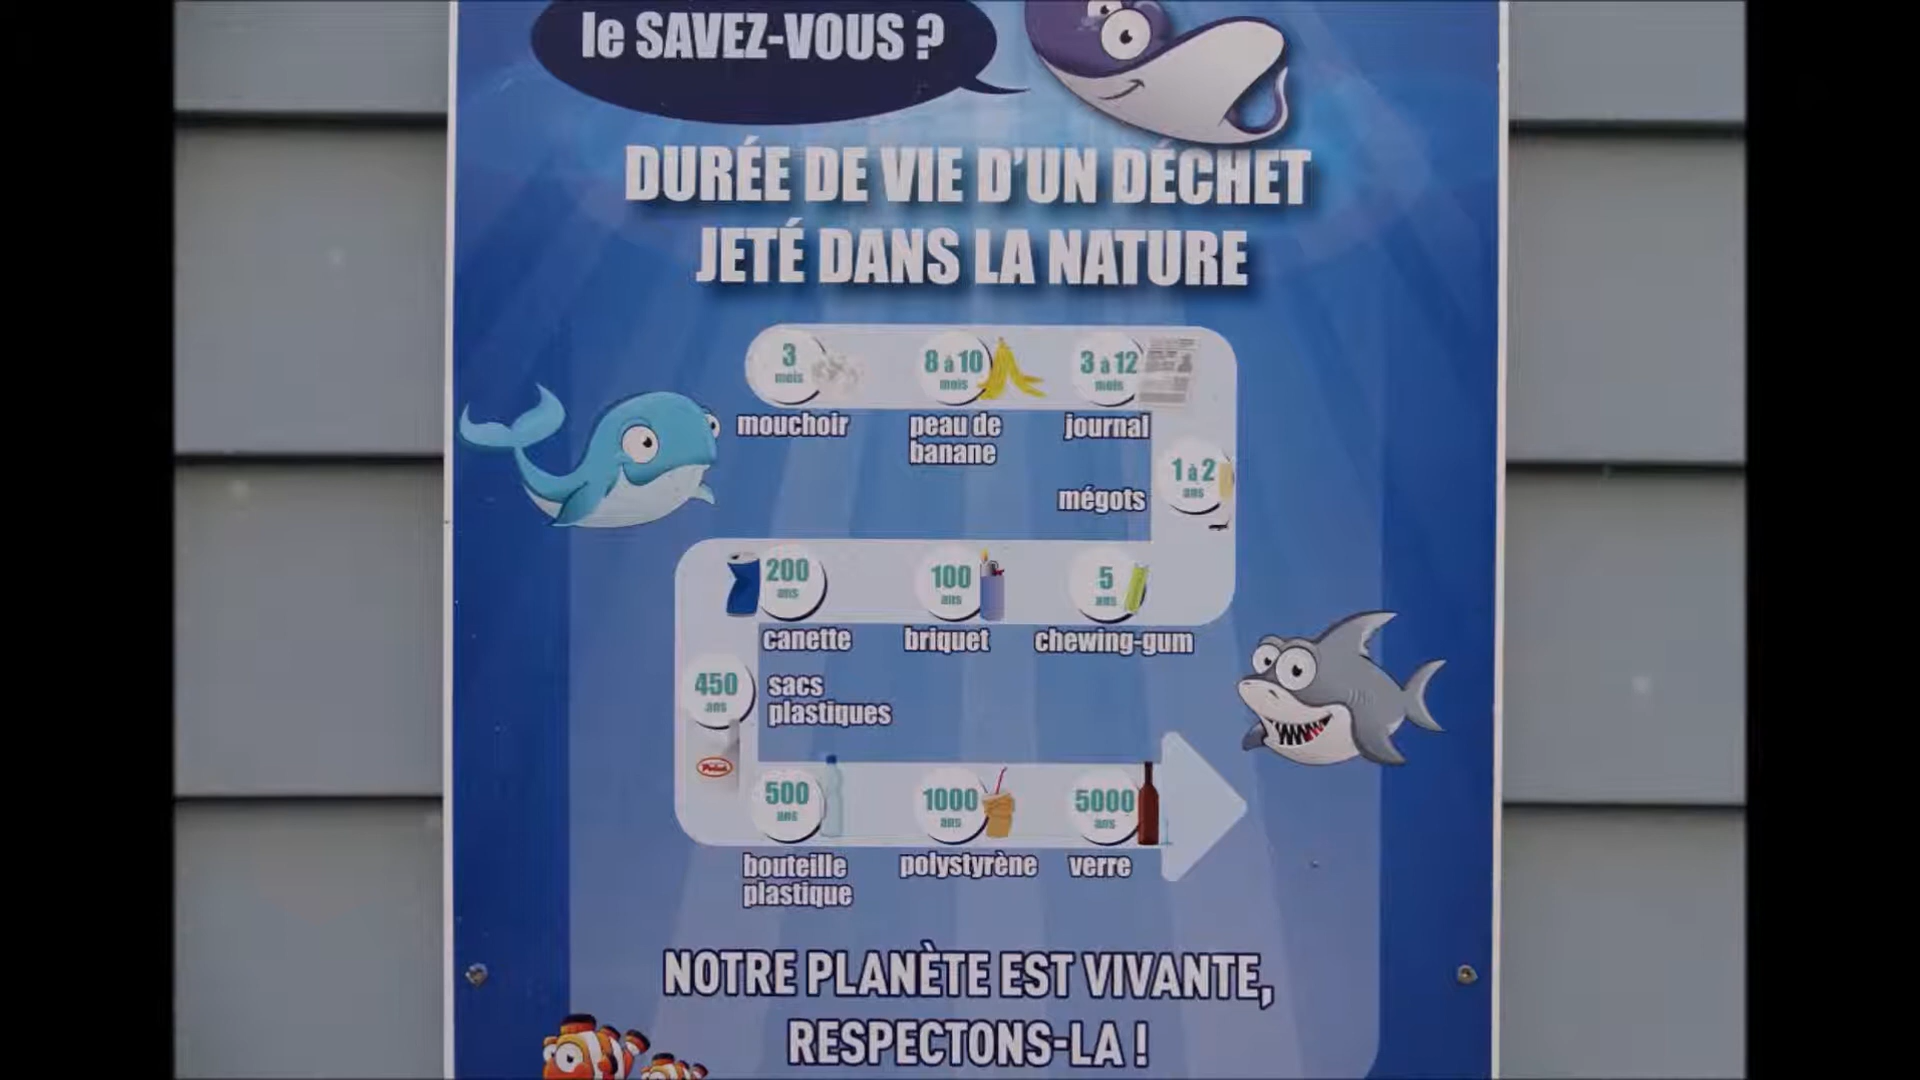 le SAVEZ-VOUS ?
DURÉE DE VIE D'UN DÉCHET
JETÉ DANS LA NATURE
3
mois
mouchoir
8 à 10
mois
peau de
banane
3 à 12
mois
journal
1 à 2
ans
mégots
5
ans
chewing-gum
100
ans
briquet
200
ans
canette
450
ans
sacs
plastiques
500
ans
bouteille
plastique
1000
ans
polystyrène
5000
ans
verre
NOTRE PLANÈTE EST VIVANTE,
RESPECTONS-LA !